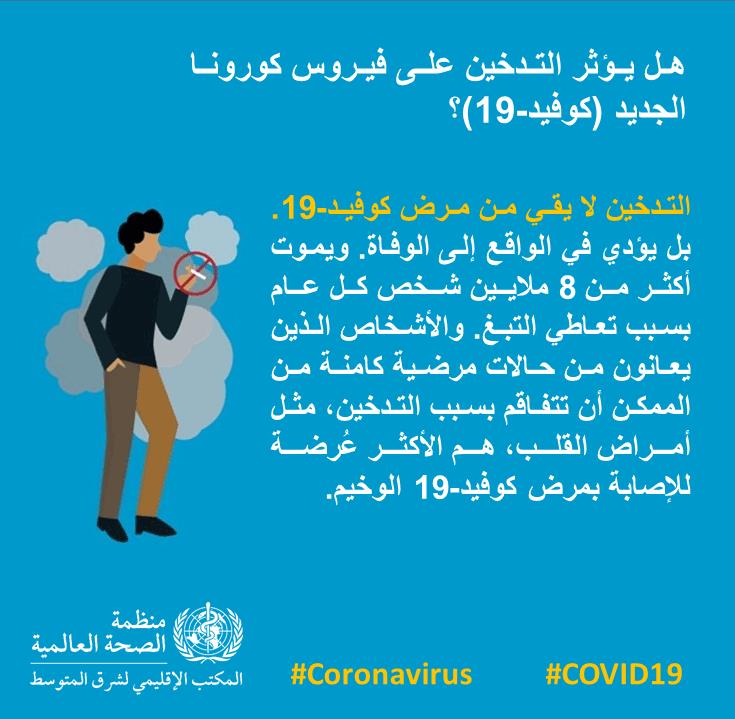 هل يؤثر التدخين على فيروس كورونا
الجديد (كوفيد-19)؟
التدخين لا يقي من مرض كوفيد-19.
بل يؤدي في الواقع إلى الوفاة. ويموت
أكثر من 8 ملايين شخص كل عام
بسبب تعاطي التبغ. والأشخاص الذين
يعانون من حالات مرضية كامنة من
الممكن أن تتفاقم بسبب التدخين، مثل
أمراض القلب، هم الأكثر عُرضة
للإصابة بمرض كوفيد-19 الوخيم.
منظمة
الصحة العالمية
المكتب الإقليمي لشرق المتوسط
#Coronavirus #COVID19